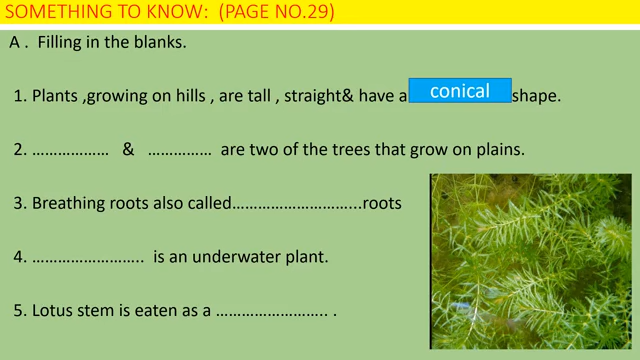 SOMETHING TO KNOW: (PAGE NO.29)
A . Filling in the blanks.
1. Plants ,growing on hills , are tall , straight& have a conical shape.
2. ……………… & …………… are two of the trees that grow on plains.
3. Breathing roots also called………………………...roots
4. …………………….. is an underwater plant.
5. Lotus stem is eaten as a …………………….. .